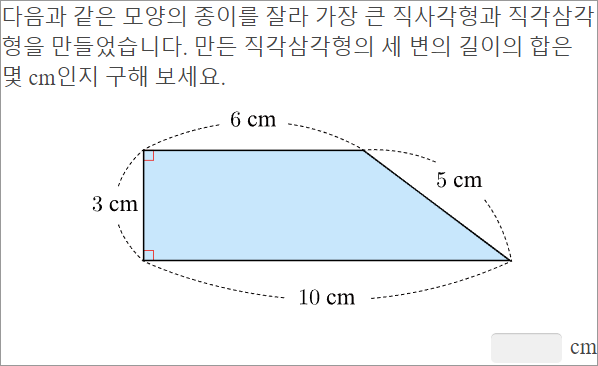 다음과 같은 모양의 종이를 잘라 가장 큰 직사각형과 직각삼각
형을 만들었습니다. 만든 직각삼각형의 세 변의 길이의 합은
몇 cm인지 구해 보세요.
6 cm
5 cm
3 cm
10 cm
cm